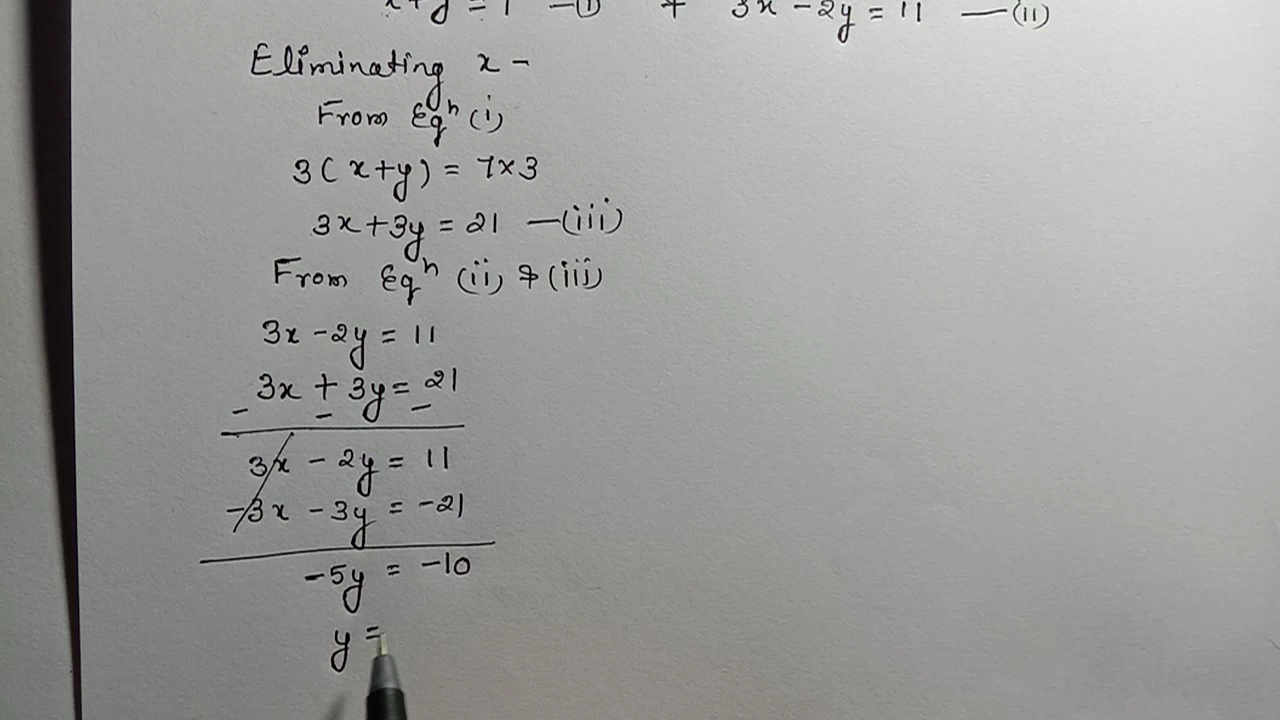 x + y = 7 — (i) & 3x - 2y = 11 — (ii)
Eliminating x -
From Eqⁿ (i)
3 ( x + y ) = 7 × 3
3x + 3y = 21 — (iii)
From Eqⁿ (ii) & (iii)
3x - 2y = 11
3x + 3y = 21
- - -
3x - 2y = 11
-3x - 3y = -21
-5y = -10
y =